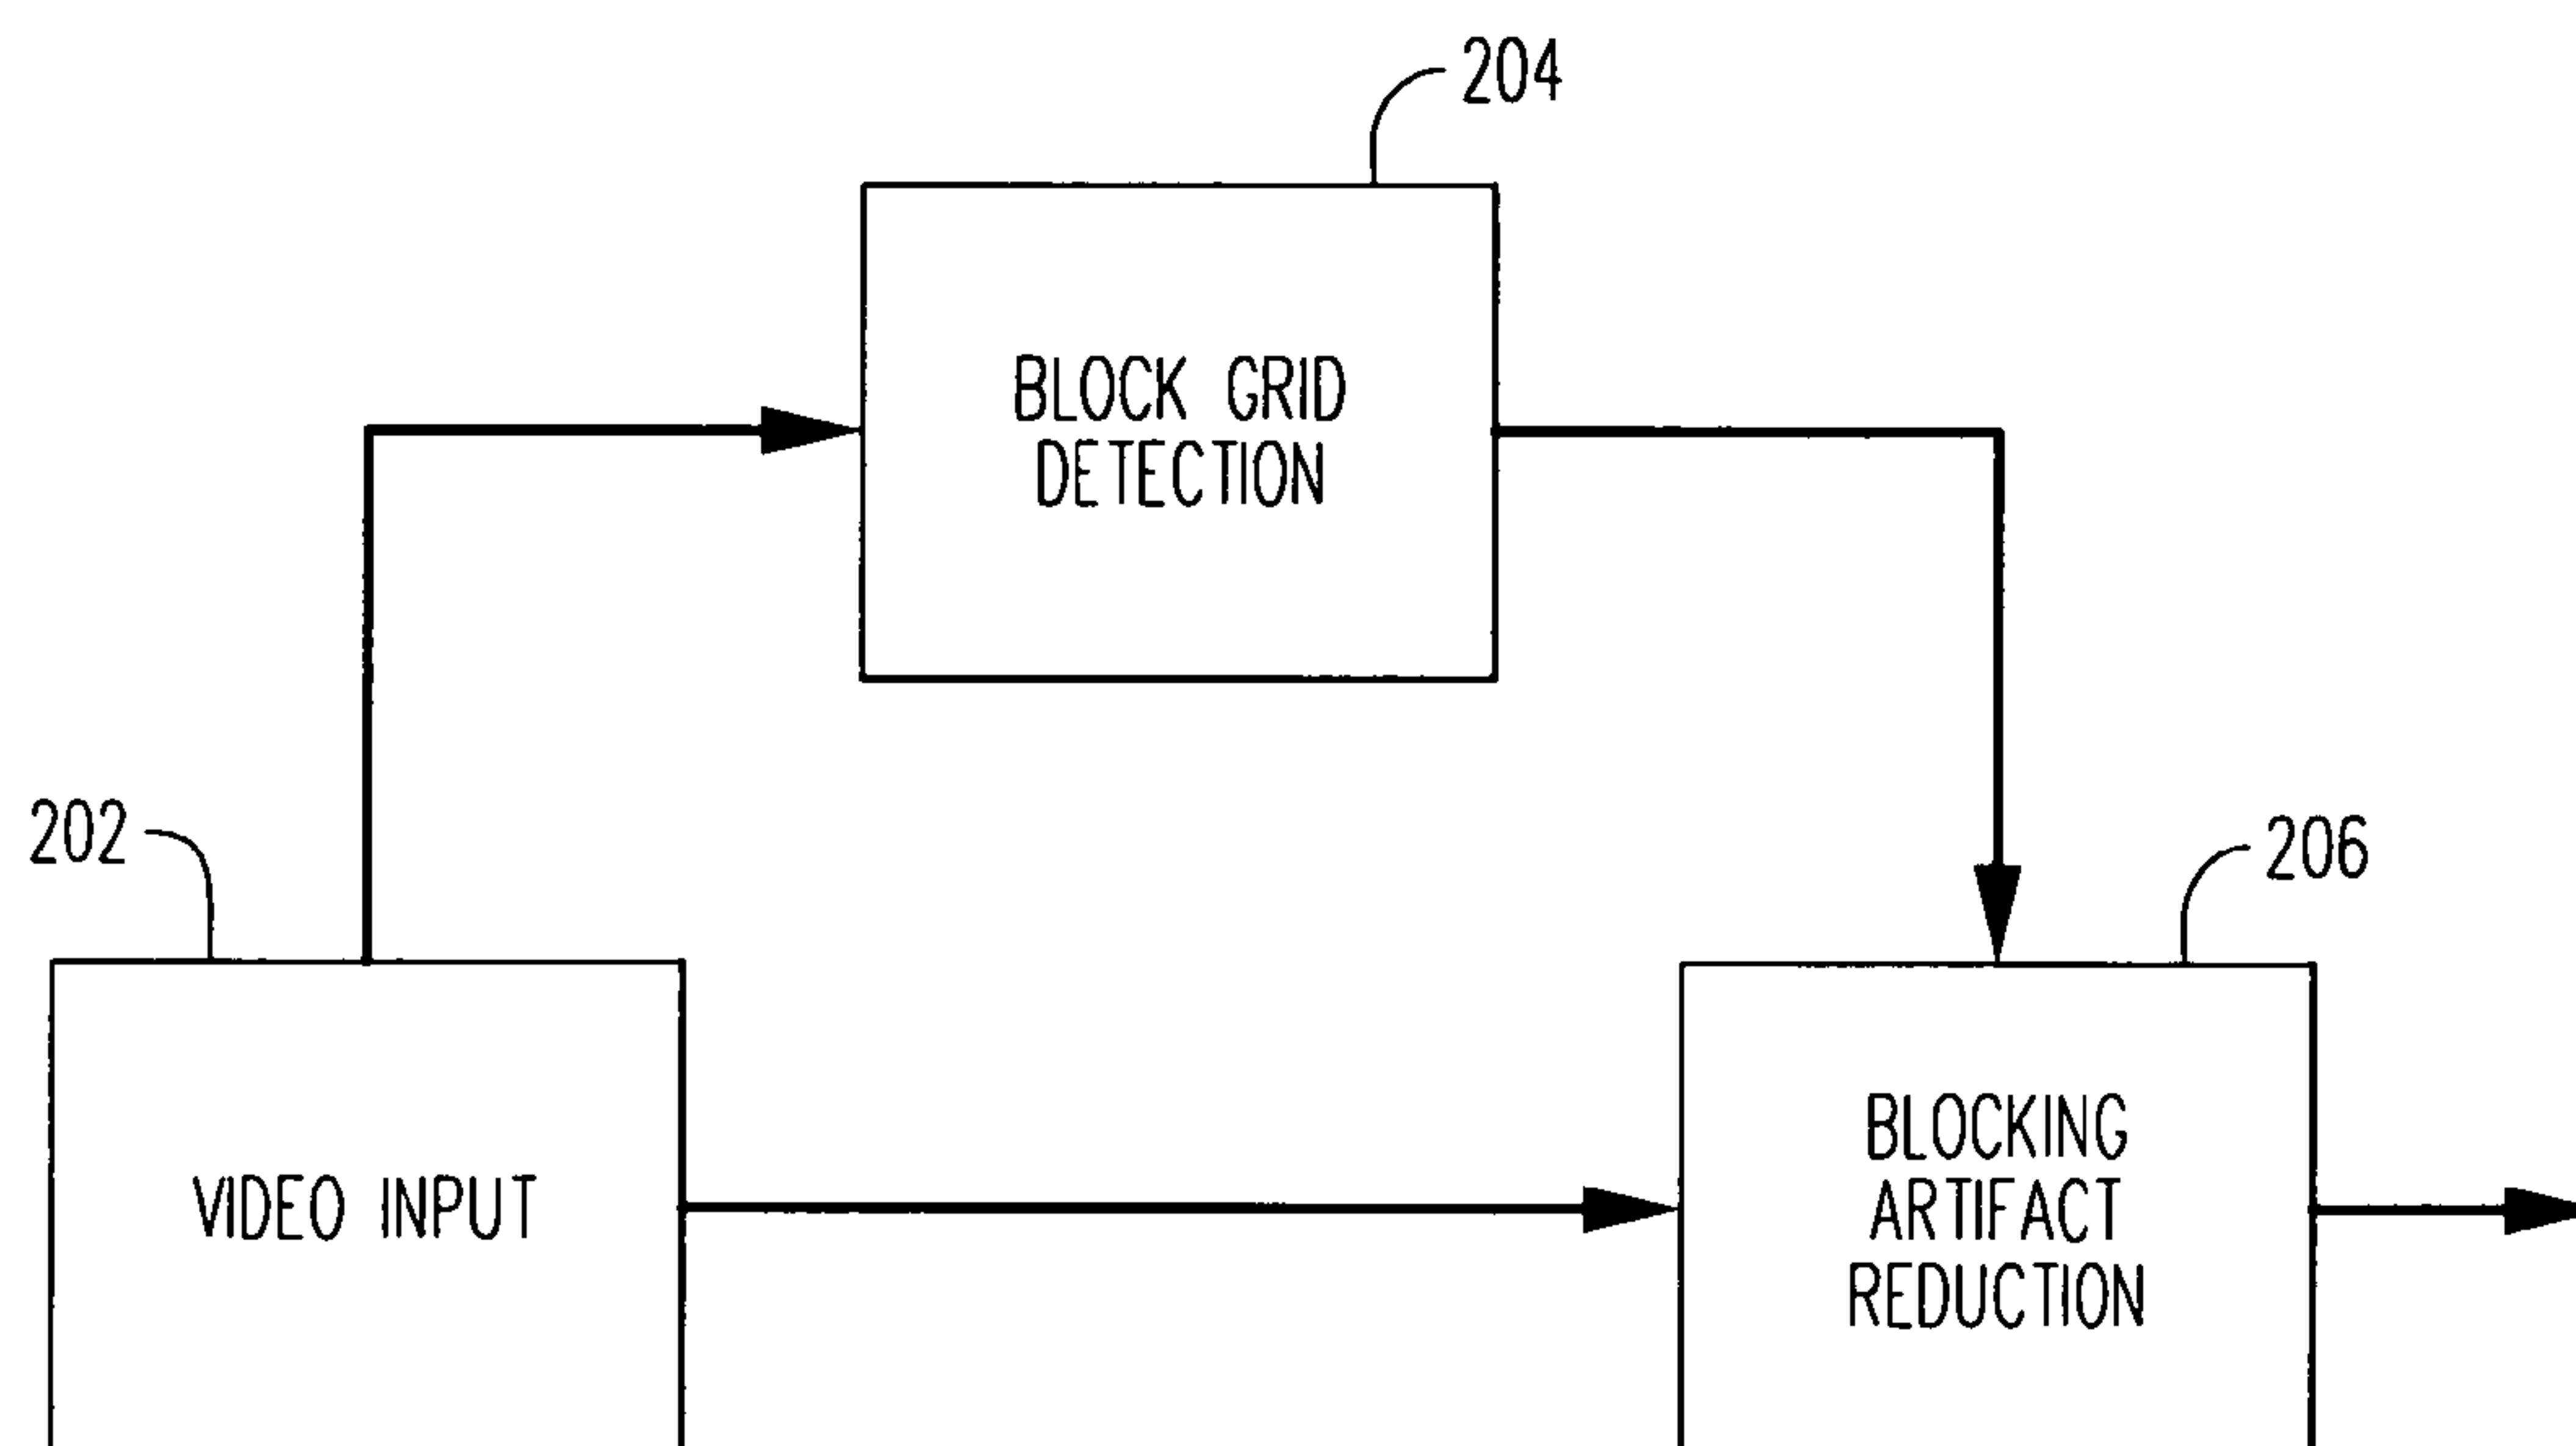 204
BLOCK GRID
DETECTION
202
206
VIDEO INPUT
BLOCKING
ARTIFACT
REDUCTION